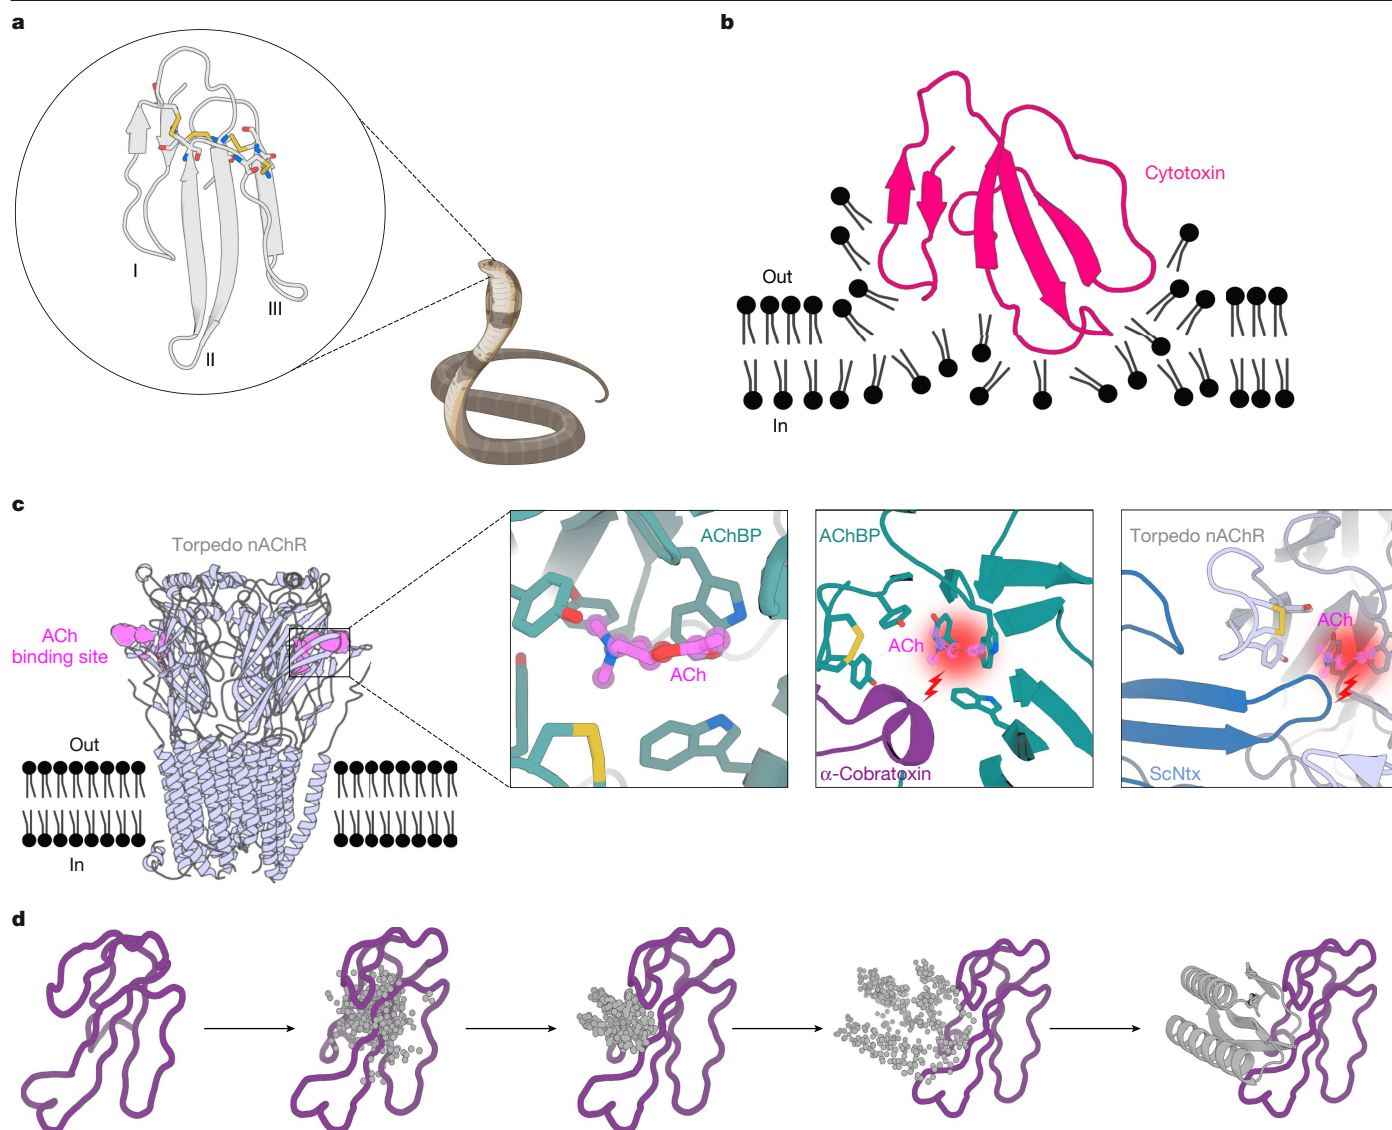 a
I
II
III
b
Cytotoxin
Out
In
c
Torpedo nAChR
ACh
binding site
Out
In
AChBP
ACh
AChBP
ACh
α-Cobratoxin
Torpedo nAChR
ACh
ScNtx
d